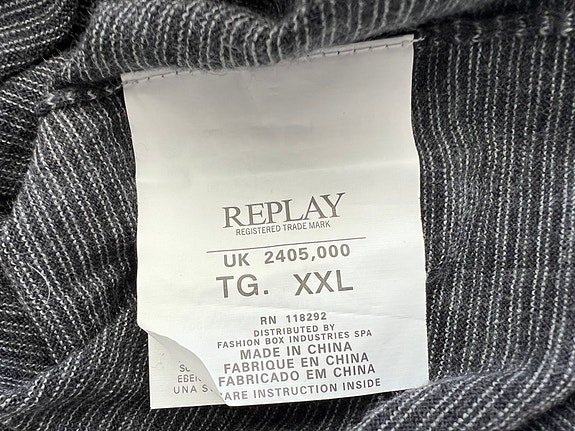 REPLAY
REGISTERED TRADE MARK
UK 2405,000
TG. XXL
RN 118292
DISTRIBUTED BY
FASHION BOX INDUSTRIES SPA
MADE IN CHINA
FABRIQUE EN CHINA
FABRICADO EM CHINA
ARE INSTRUCTION INSIDE
UNA